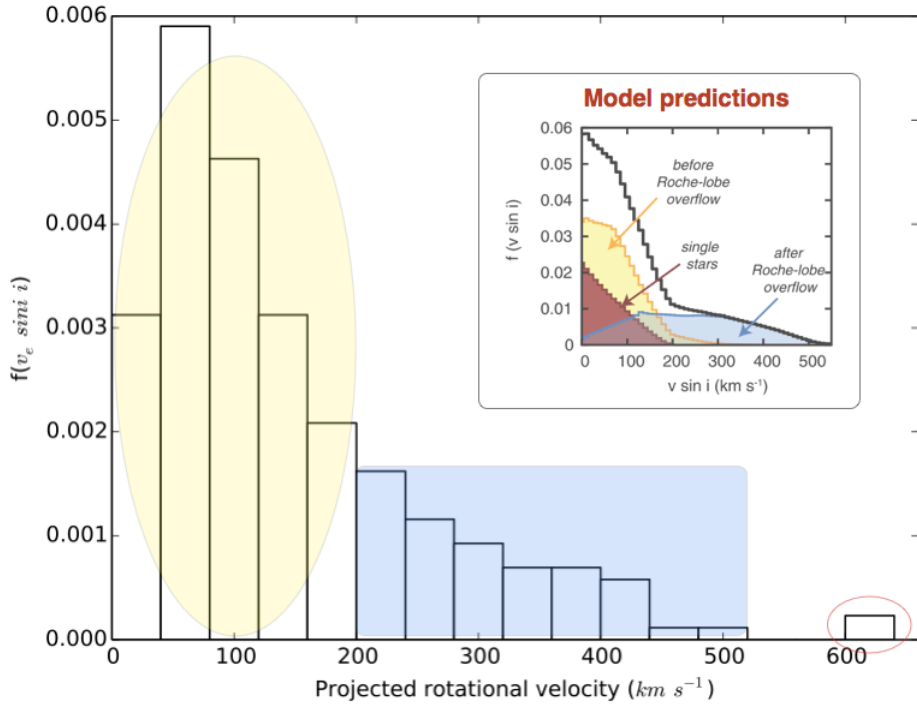 0.006
0.005
0.004
0.003
0.002
0.001
0.000
f(v_e sini i)
0
100
200
300
400
500
600
Projected rotational velocity (km s⁻¹)
Model predictions
0.06
0.05
0.04
0.03
0.02
0.01
0
f (v sin i)
before
Roche-lobe
overflow
single
stars
after
Roche-lobe
overflow
0
100
200
300
400
500
v sin i (km s⁻¹)